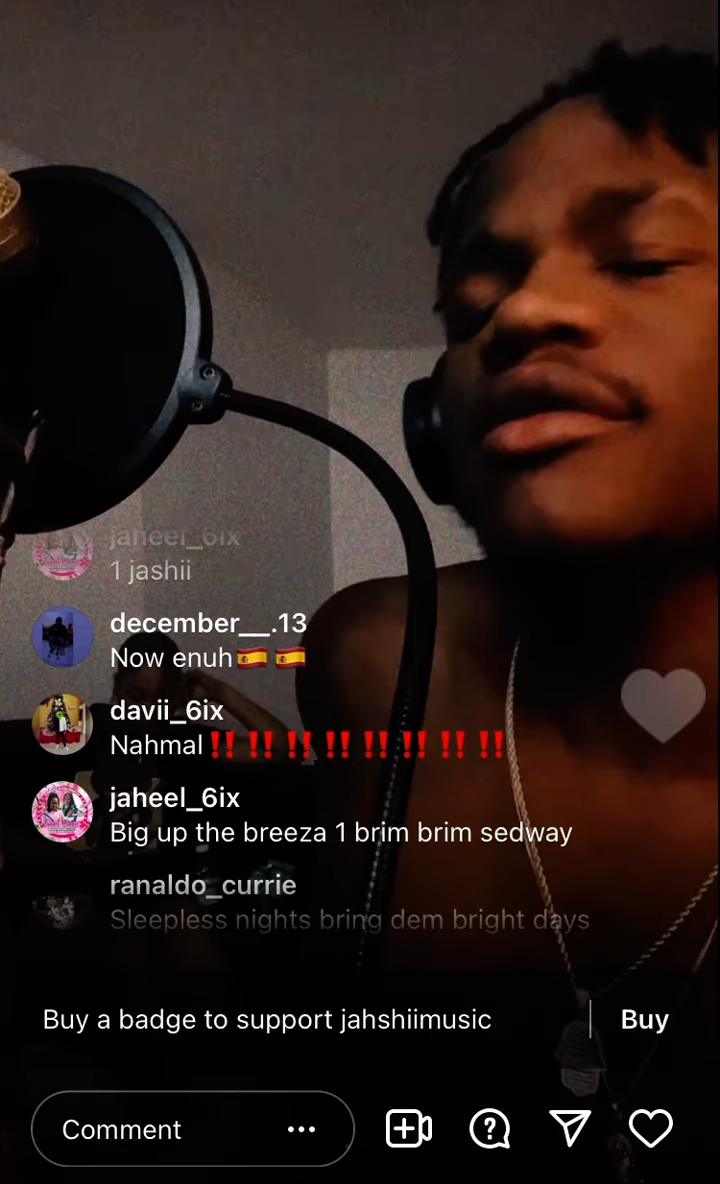 jaheel_6ix
1 jashii
december__.13
Now enuh🇪🇸 🇪🇸
davii_6ix
Nahmal‼️ ‼️ ‼️ ‼️ ‼️ ‼️ ‼️ ‼️
jaheel_6ix
Big up the breeza 1 brim brim sedway
ranaldo_currie
Sleepless nights bring dem bright days
Buy a badge to support jahshiimusic | Buy
Comment ...